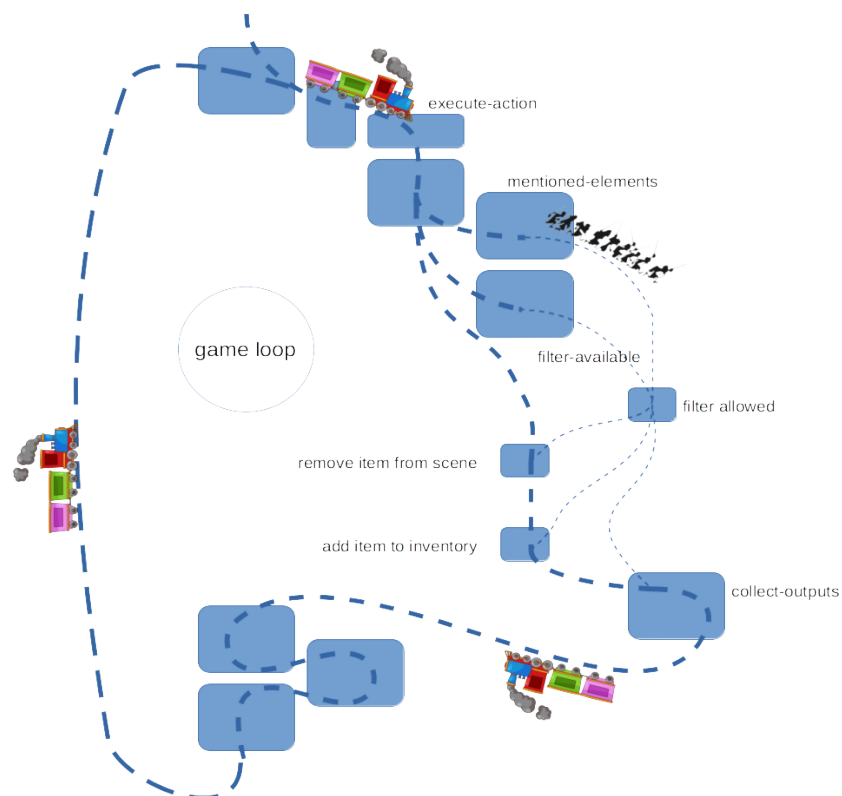 execute-action
mentioned-elements
game loop
filter-available
filter allowed
remove item from scene
add item to inventory
collect-outputs